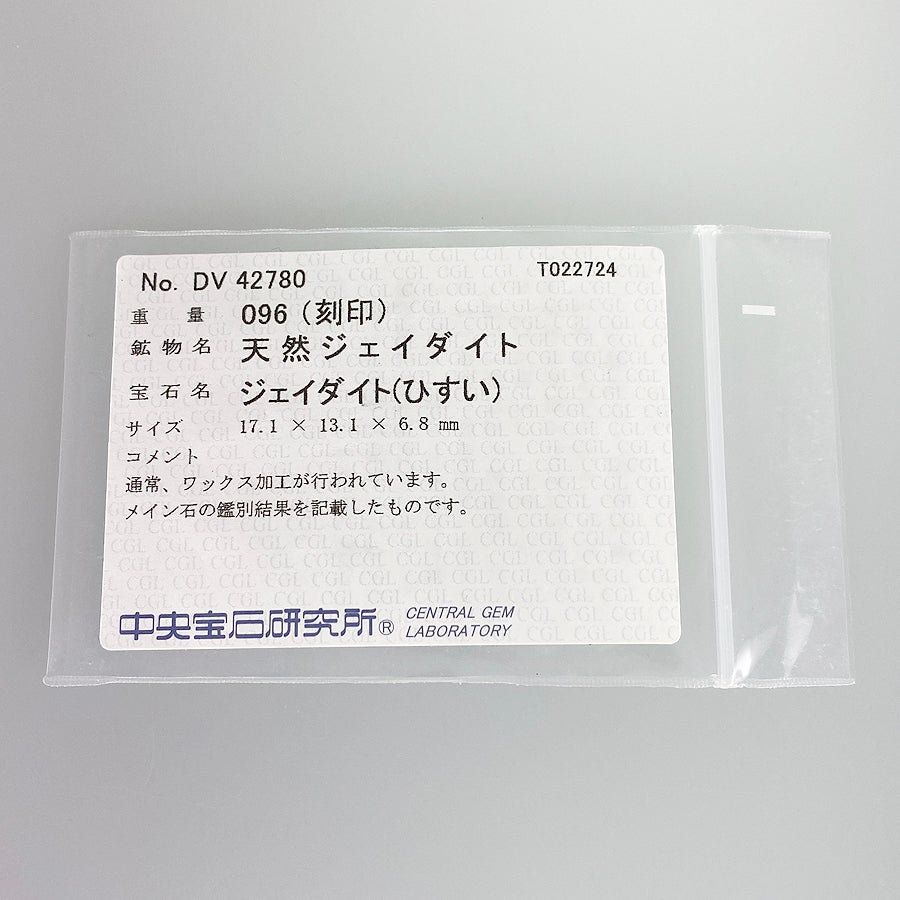 No. DV 42780 T022724
重量 096 (刻印)
鉱物名 天然ジェイダイト
宝石名 ジェイダイト(ひすい)
サイズ 17.1 × 13.1 × 6.8 mm
コメント
通常、ワックス加工が行われています。
メイン石の鑑別結果を記載したものです。
中央宝石研究所® CENTRAL GEM
LABORATORY